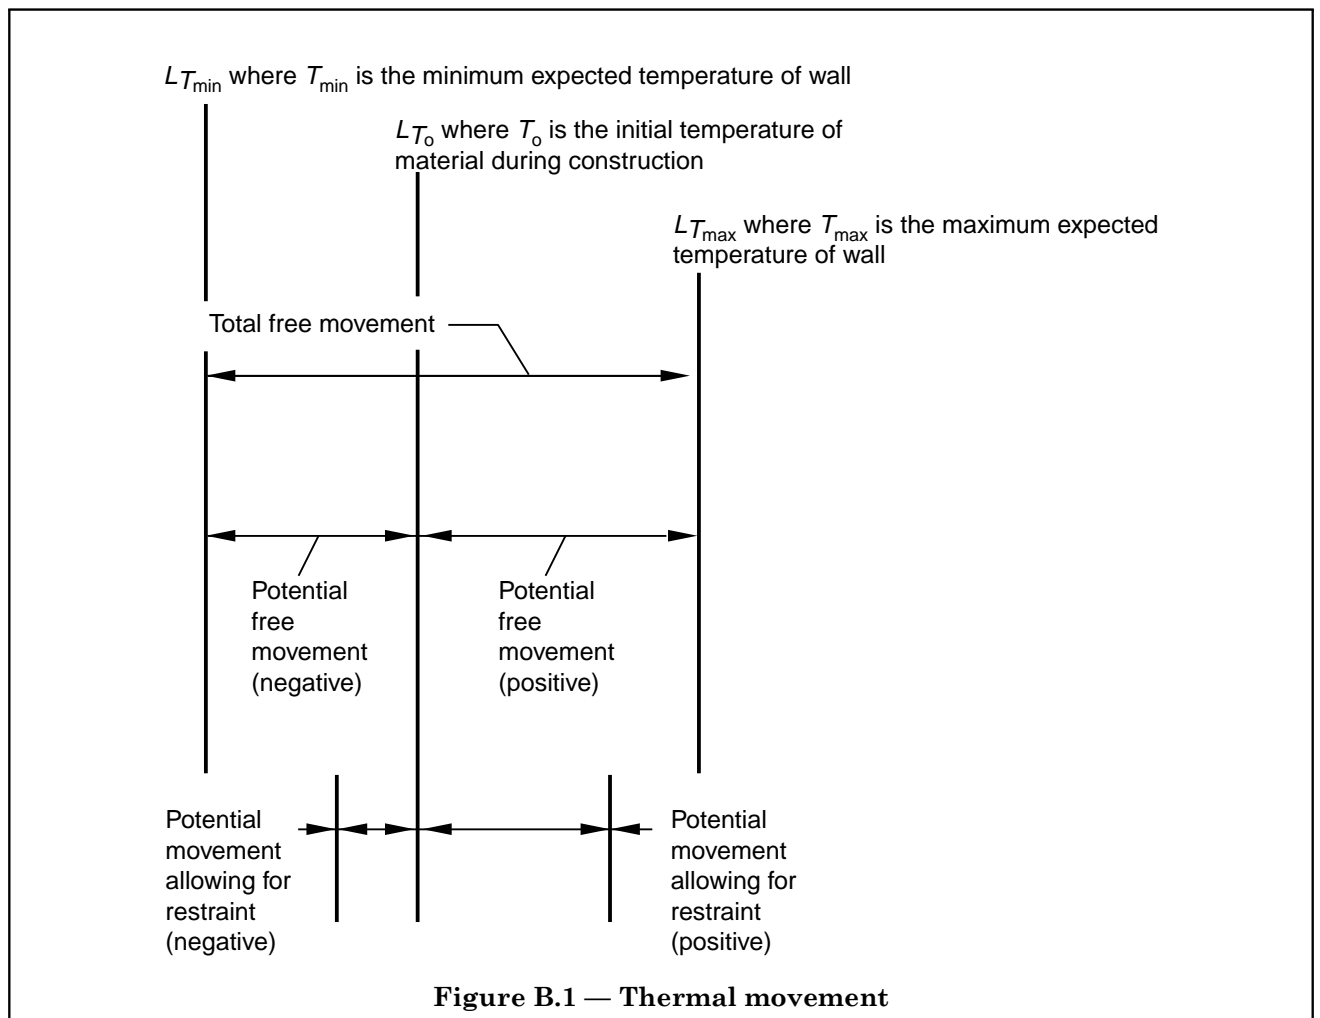 LTmin where Tmin is the minimum expected temperature of wall
LTo where To is the initial temperature of
material during construction
LTmax where Tmax is the maximum expected
temperature of wall
Total free movement
Potential
free
movement
(negative)
Potential
free
movement
(positive)
Potential
movement
allowing for
restraint
(negative)
Potential
movement
allowing for
restraint
(positive)
Figure B.1 — Thermal movement